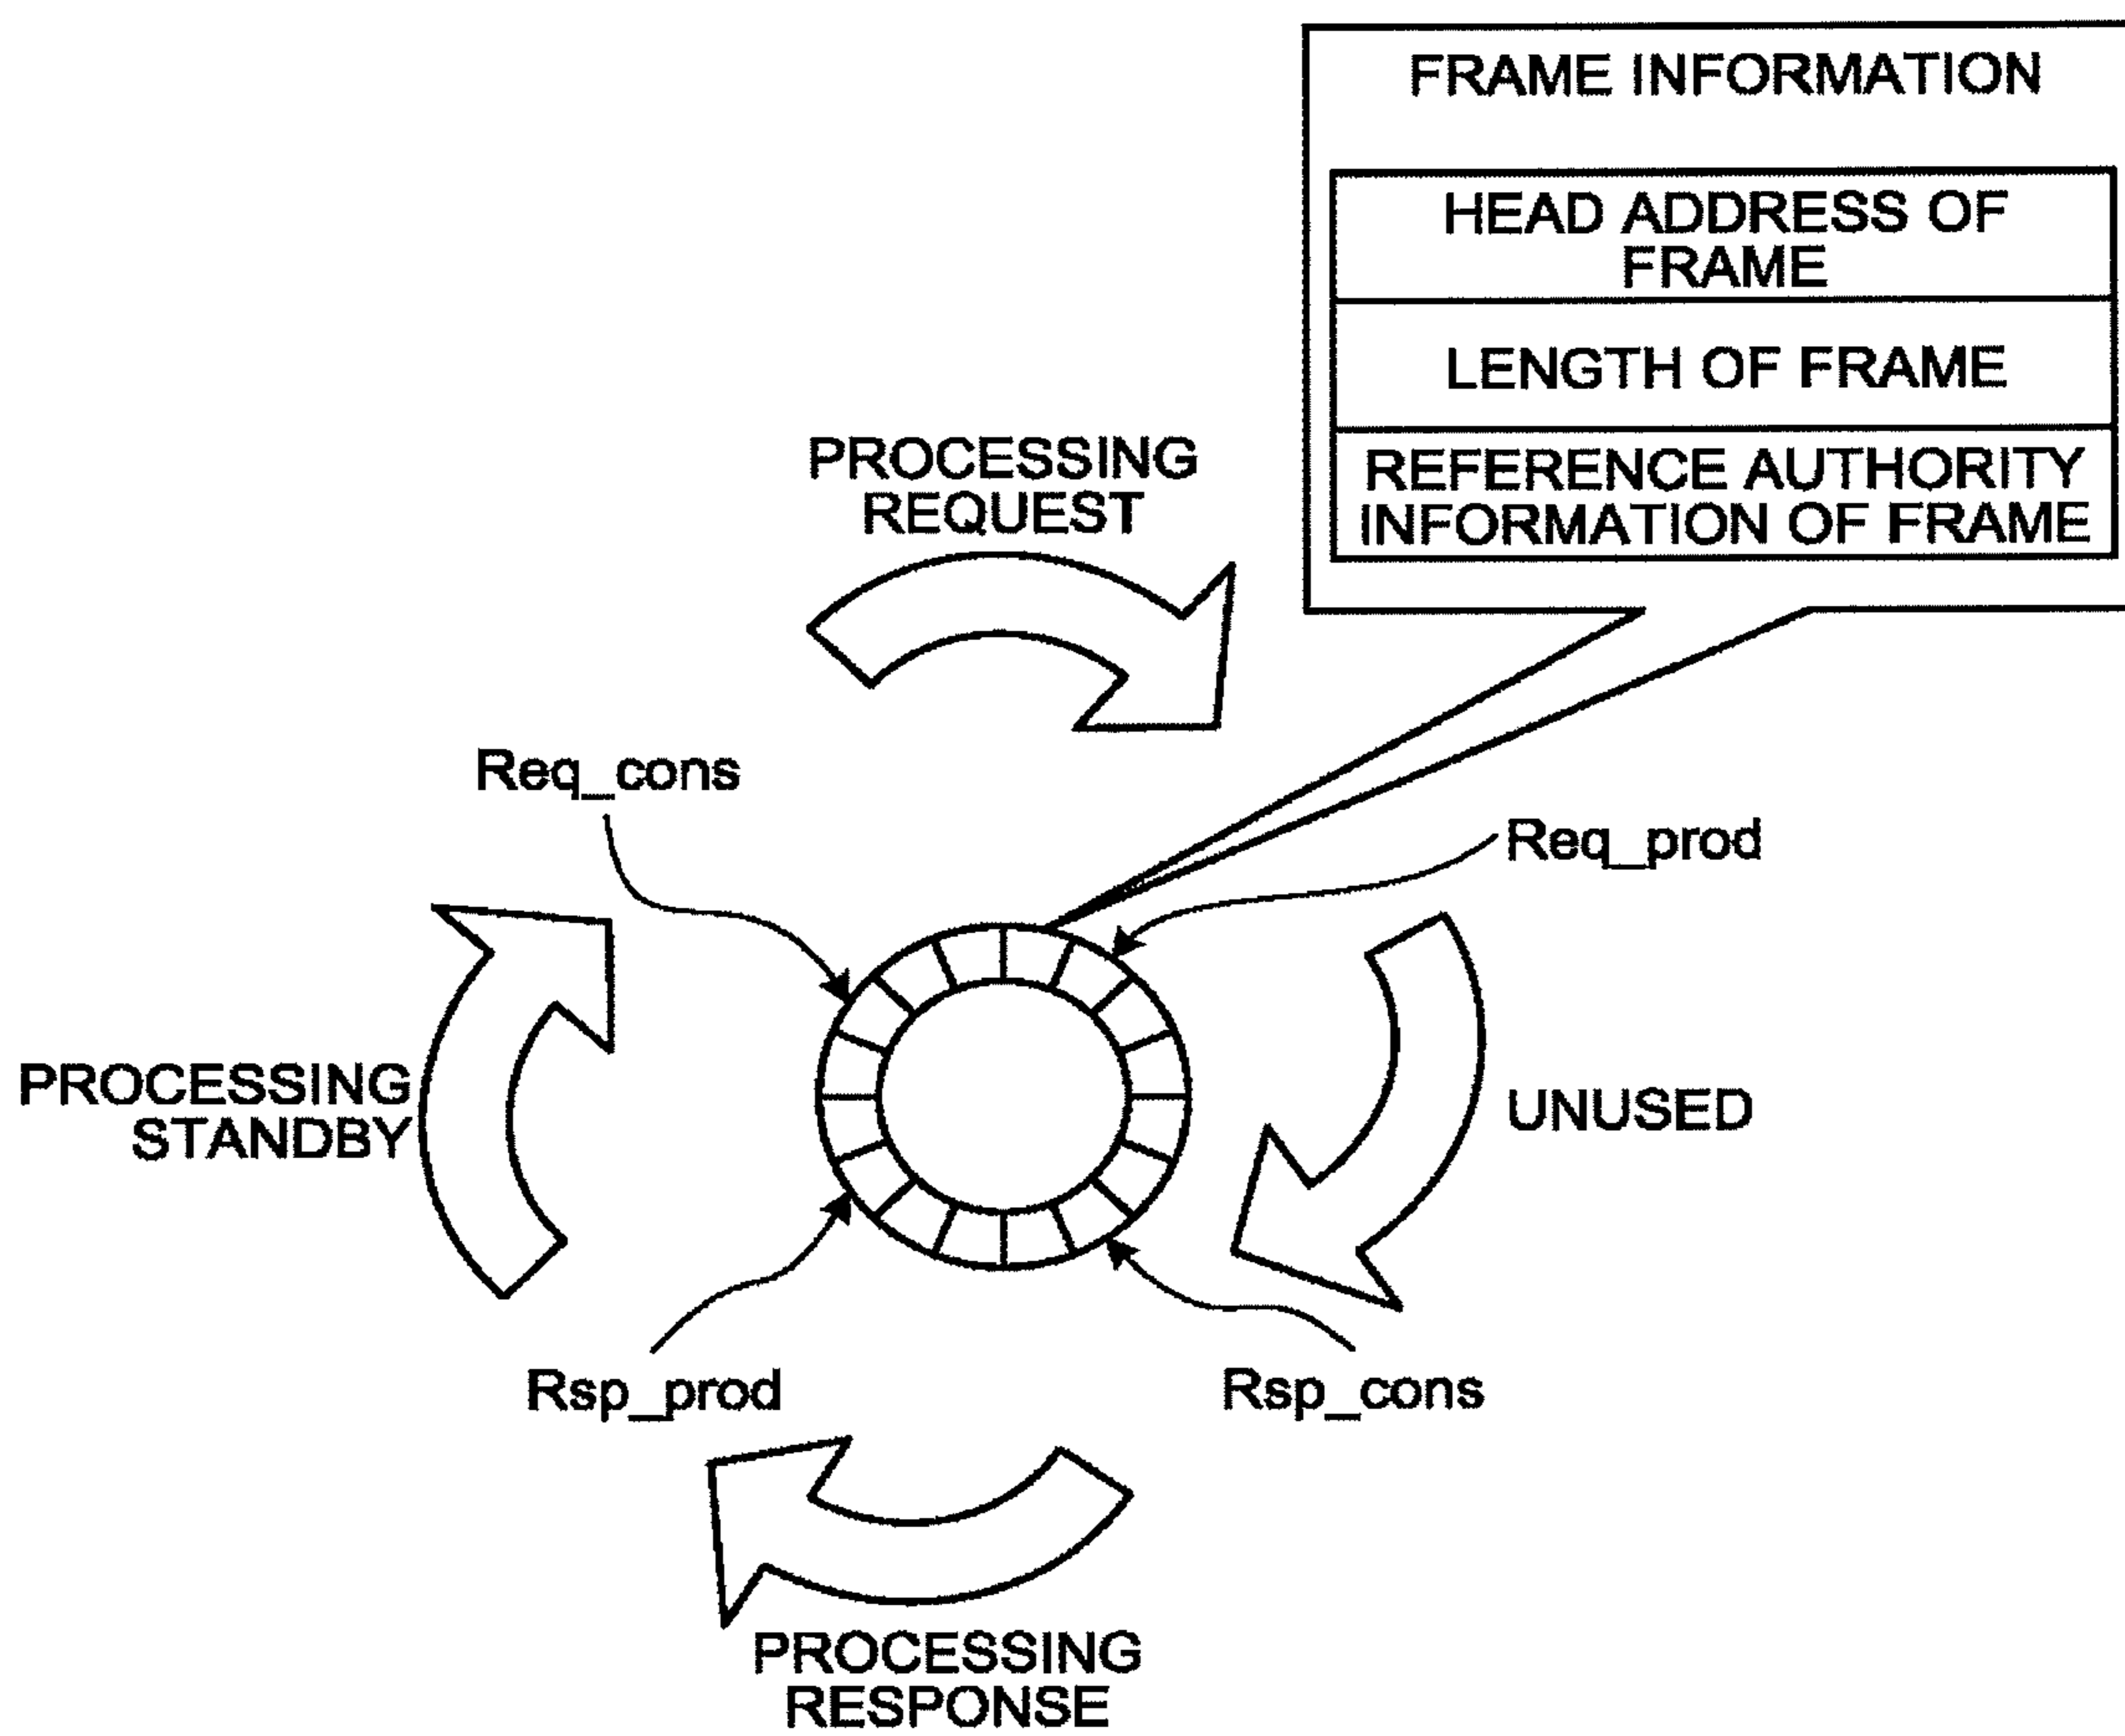 FRAME INFORMATION
HEAD ADDRESS OF
FRAME
LENGTH OF FRAME
REFERENCE AUTHORITY
INFORMATION OF FRAME
PROCESSING
REQUEST
Req_cons
Req_prod
PROCESSING
STANDBY
UNUSED
Rsp_prod
Rsp_cons
PROCESSING
RESPONSE